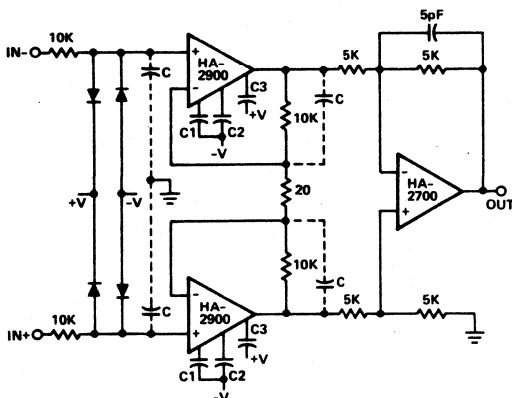 5pF
IN-
10K
HA-
2900
C
C3
+V
C1
C2
-V
5K
5K
C
10K
+V
-V
20
HA-
2700
OUT
10K
C
C
IN+
10K
HA-
2900
C3
+V
C1
C2
-V
5K
5K